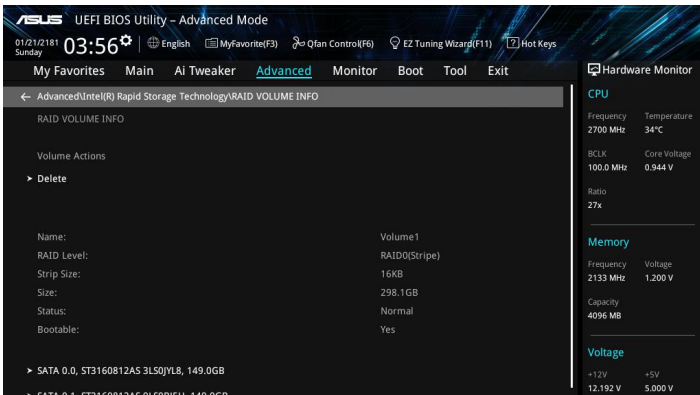 ASUS UEFI BIOS Utility – Advanced Mode
01/21/2181 Sunday 03:56 English MyFavorite(F3) Qfan Control(F6) EZ Tuning Wizard(F11) ? Hot Keys
My Favorites Main Ai Tweaker Advanced Monitor Boot Tool Exit
Hardware Monitor
← Advanced\Intel(R) Rapid Storage Technology\RAID VOLUME INFO
RAID VOLUME INFO
Volume Actions
> Delete
Name: Volume1
RAID Level: RAID0(Stripe)
Strip Size: 16KB
Size: 298.1GB
Status: Normal
Bootable: Yes
> SATA 0.0, ST3160812AS 3LS0JYL8, 149.0GB
CPU
Frequency Temperature
2700 MHz 34°C
BCLK Core Voltage
100.0 MHz 0.944 V
Ratio
27x
Memory
Frequency Voltage
2133 MHz 1.200 V
Capacity
4096 MB
Voltage
+12V +5V
12.192 V 5.000 V